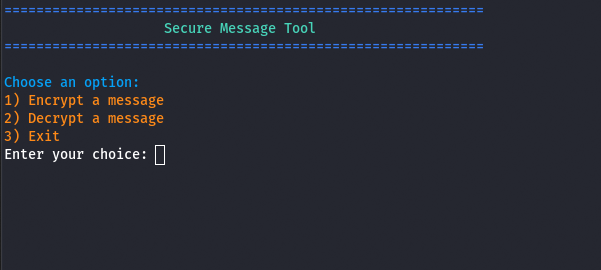 ============================================================
Secure Message Tool
============================================================
Choose an option:
1) Encrypt a message
2) Decrypt a message
3) Exit
Enter your choice: